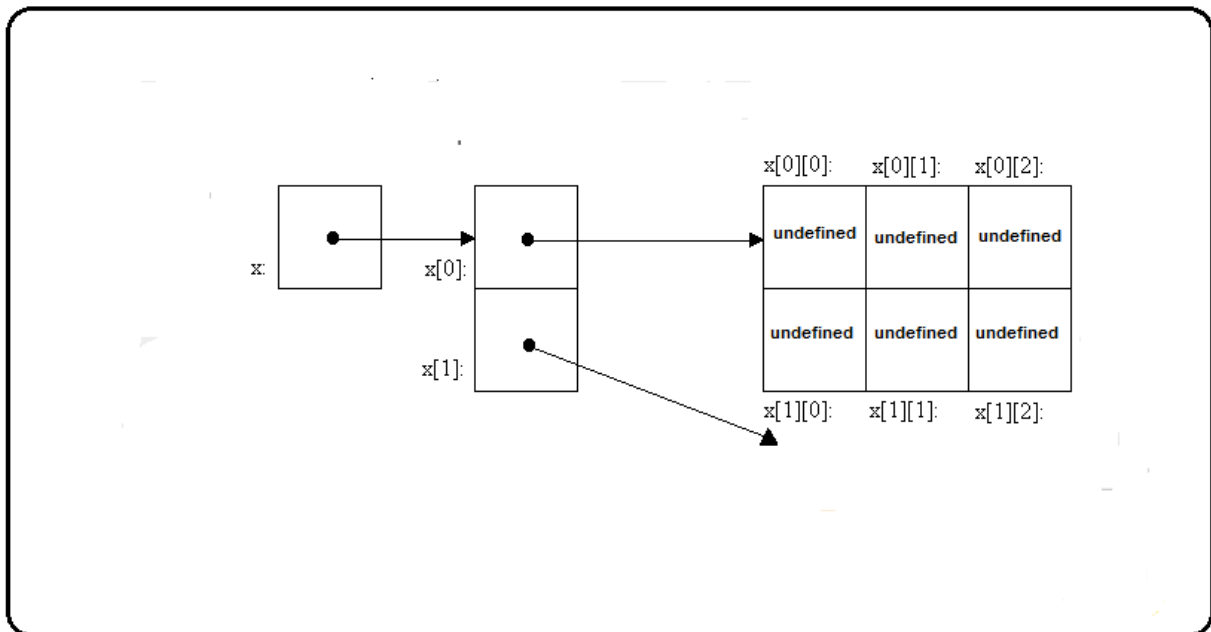 x[0][0]: x[0][1]: x[0][2]:
undefined undefined undefined
x: x[0]:
undefined undefined undefined
x[1]:
x[1][0]: x[1][1]: x[1][2]: